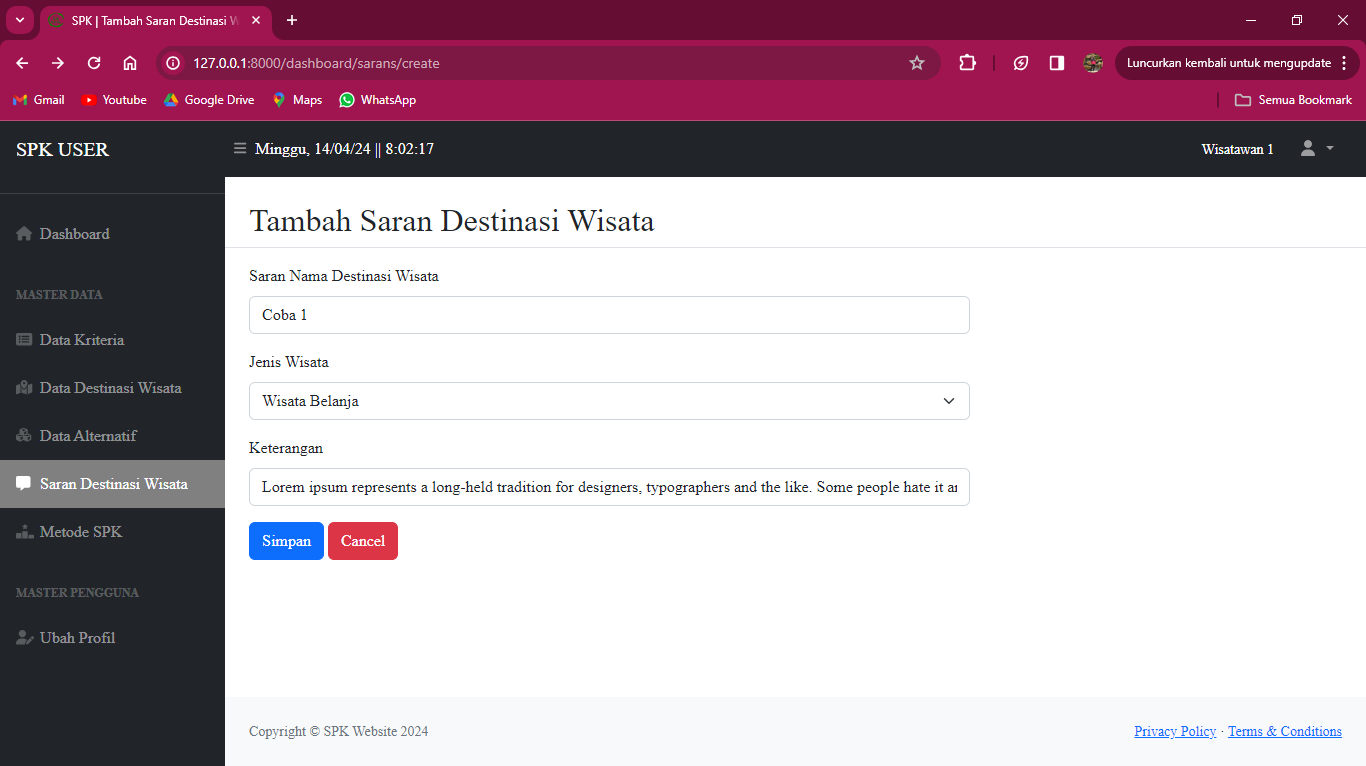 SPK | Tambah Saran Destinasi W
127.0.0.1:8000/dashboard/sarans/create
Luncurkan kembali untuk mengupdate
Gmail
Youtube
Google Drive
Maps
WhatsApp
Semua Bookmark
SPK USER
Minggu, 14/04/24 || 8:02:17
Wisatawan 1
Dashboard
MASTER DATA
Data Kriteria
Data Destinasi Wisata
Data Alternatif
Saran Destinasi Wisata
Metode SPK
MASTER PENGGUNA
Ubah Profil
Tambah Saran Destinasi Wisata
Saran Nama Destinasi Wisata
Coba 1
Jenis Wisata
Wisata Belanja
Keterangan
Lorem ipsum represents a long-held tradition for designers, typographers and the like. Some people hate it
Simpan
Cancel
Copyright © SPK Website 2024
Privacy Policy · Terms & Conditions